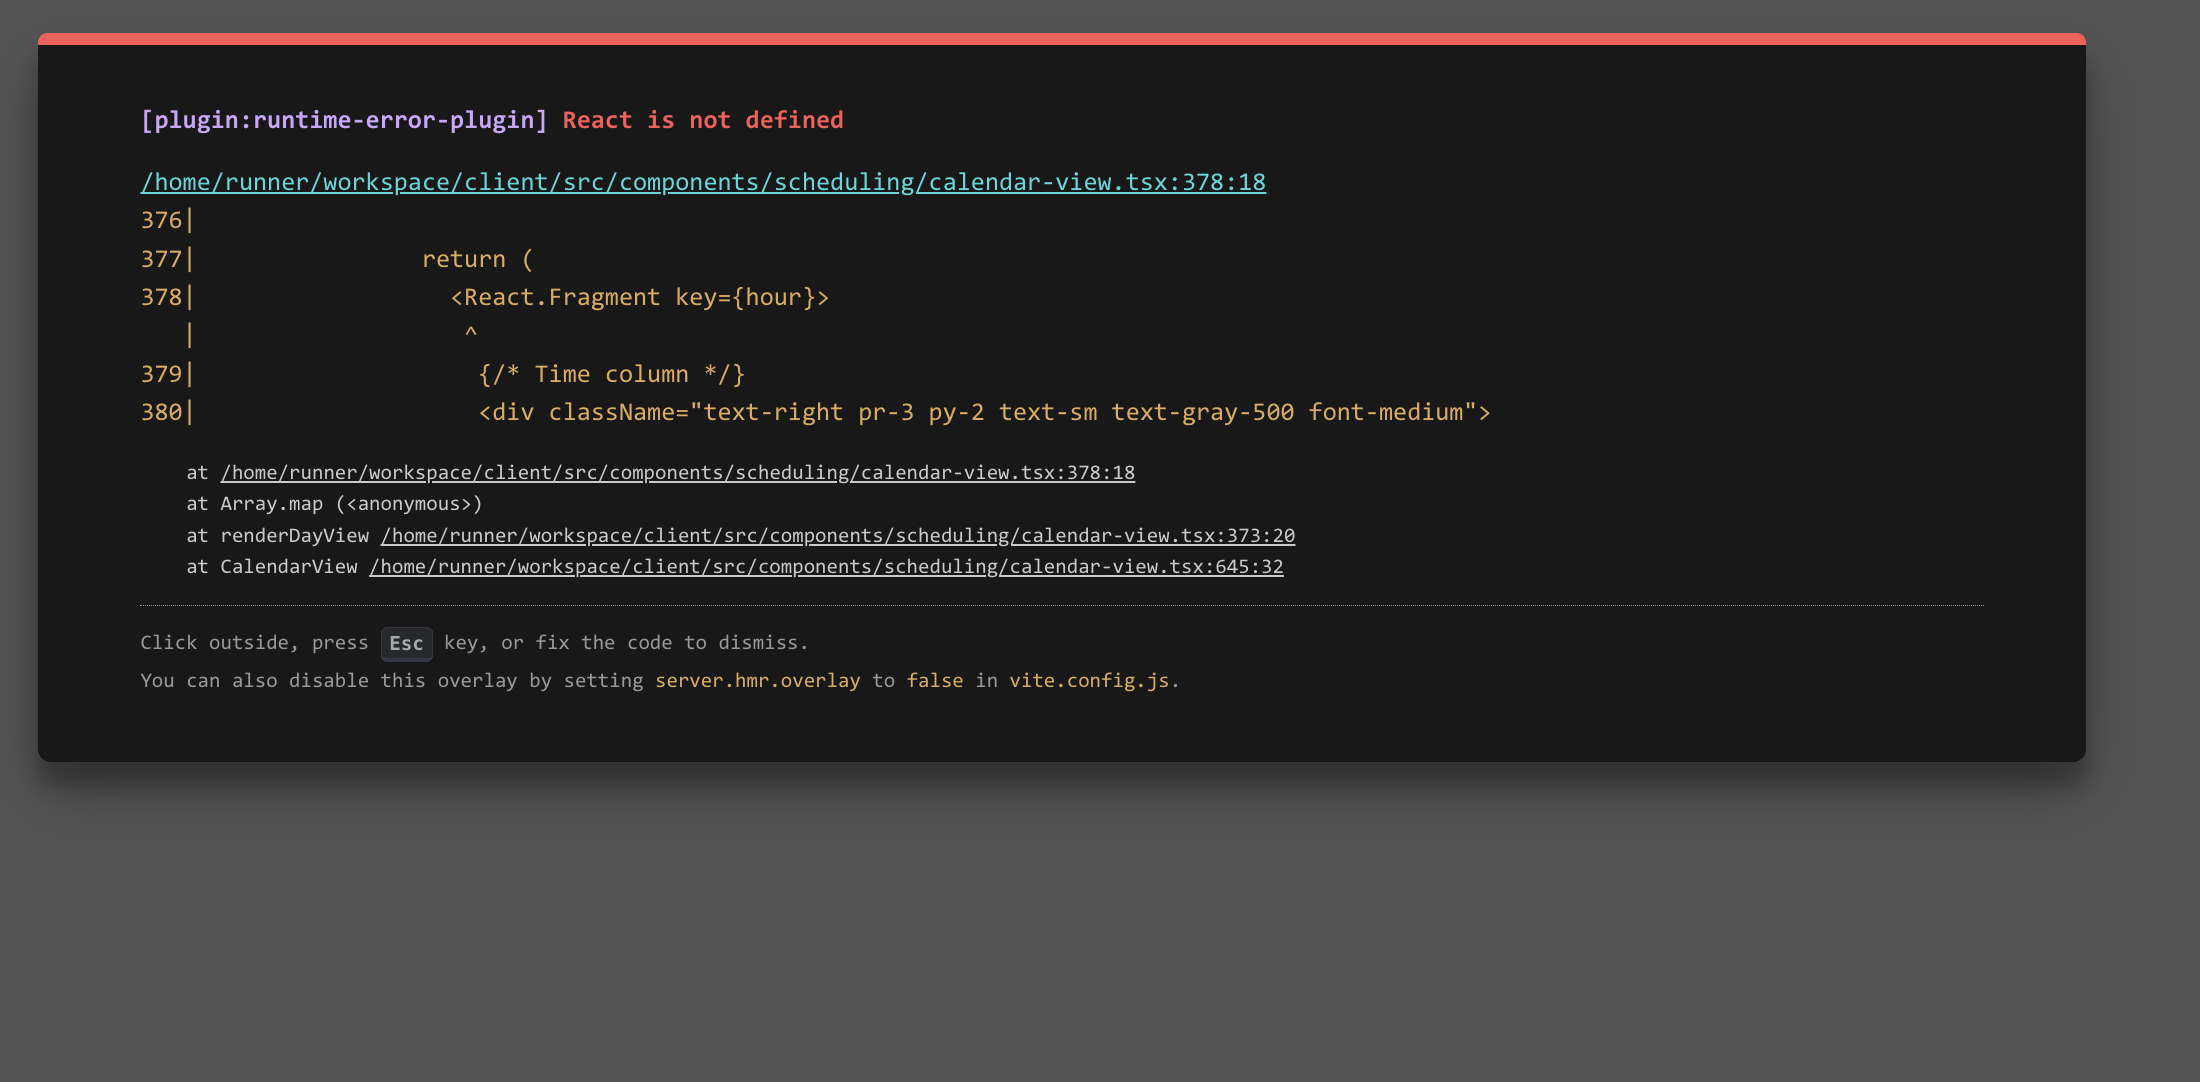 [plugin:runtime-error-plugin] React is not defined
/home/runner/workspace/client/src/components/scheduling/calendar-view.tsx:378:18
376|
377|                return (
378|                  <React.Fragment key={hour}>
   |                   ^
379|                    {/* Time column */}
380|                    <div className="text-right pr-3 py-2 text-sm text-gray-500 font-medium">
at /home/runner/workspace/client/src/components/scheduling/calendar-view.tsx:378:18
at Array.map (<anonymous>)
at renderDayView /home/runner/workspace/client/src/components/scheduling/calendar-view.tsx:373:20
at CalendarView /home/runner/workspace/client/src/components/scheduling/calendar-view.tsx:645:32
Click outside, press Esc key, or fix the code to dismiss.
You can also disable this overlay by setting server.hmr.overlay to false in vite.config.js.